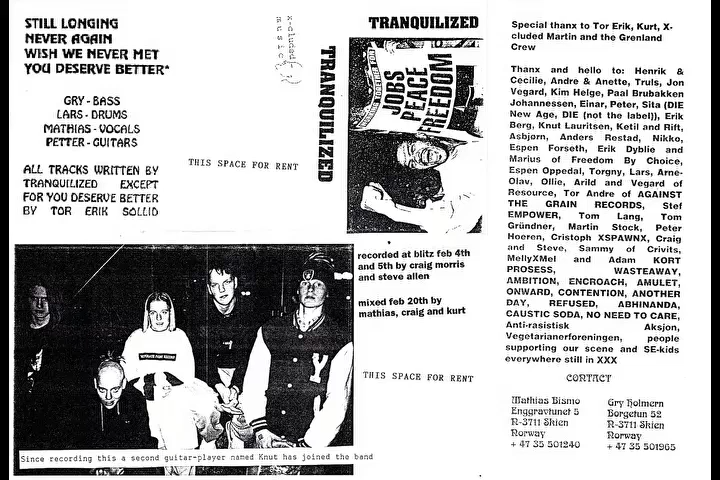 STILL LONGING
NEVER AGAIN
WISH WE NEVER MET
YOU DESERVE BETTER*
GRY - BASS
LARS - DRUMS
MATHIAS - VOCALS
PETTER - GUITARS
ALL TRACKS WRITTEN BY
TRANQUILIZED EXCEPT
FOR YOU DESERVE BETTER
BY TOR ERIK SOLLID
x-cluded
music
THIS SPACE FOR RENT
TRANQUILIZED
TRANQUILIZED
JOBS
PEACE
FREEDOM
recorded at blitz feb 4th
and 5th by craig morris
and steve allen
mixed feb 20th by
mathias, craig and kurt
THIS SPACE FOR RENT
Since recording this a second guitar-player named Knut has joined the band
Special thanx to Tor Erik, Kurt, X-
cluded Martin and the Grenland
Crew
Thanx and hello to: Henrik &
Cecilie, Andre & Anette, Truls, Jon
Vegard, Kim Helge, Paal Brubakken
Johannessen, Einar, Peter, Sita (DIE
New Age, DIE (not the label)), Erik
Berg, Knut Lauritsen, Ketil and Rift,
Asbjørn, Anders Restad, Nikko,
Espen Forseth, Erik Dyblie and
Marius of Freedom By Choice,
Espen Oppedal, Torgny, Lars, Arne-
Olav, Ollie, Arild and Vegard of
Resource, Tor Andre of AGAINST
THE GRAIN RECORDS, Stef
EMPOWER, Tom Lang, Tom
Gründner, Martin Stock, Peter
Hoeren, Cristoph XSPAWNX, Craig
and Steve, Sammy of Crivits,
MellyXMel and Adam KORT
PROSESS, WASTEAWAY,
AMBITION, ENCROACH, AMULET,
ONWARD, CONTENTION, ANOTHER
DAY, REFUSED, ABHINANDA,
CAUSTIC SODA, NO NEED TO CARE,
Anti-rasistisk Aksjon,
Vegetarianerforeningen, people
supporting our scene and SE-kids
everywhere still in XXX
CONTACT
Mathias Bismo
Enggravtunet 5
N-3711 Skien
Norway
+ 47 35 501240
Gry Holmern
Borgetun 52
N-3711 Skien
Norway
+ 47 35 501965